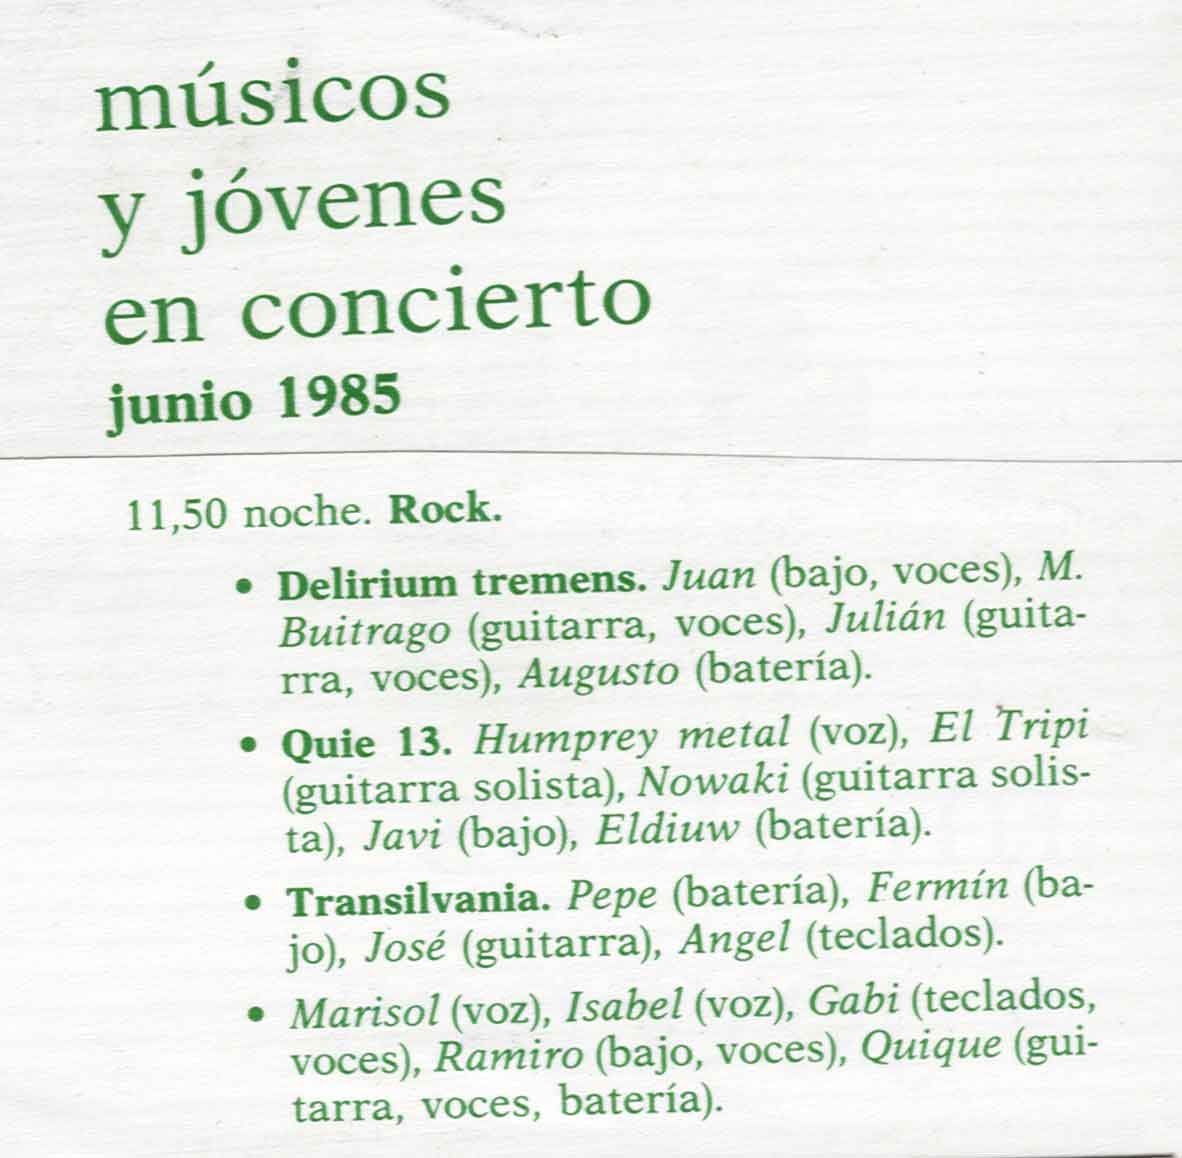 músicos
y jóvenes
en concierto
junio 1985
11,50 noche. Rock.
• Delirium tremens. Juan (bajo, voces), M.
Buitrago (guitarra, voces), Julián (guita-
rra, voces), Augusto (batería).
• Quie 13. Humprey metal (voz), El Tripi
(guitarra solista), Nowaki (guitarra solis-
ta), Javi (bajo), Eldiuw (batería).
• Transilvania. Pepe (batería), Fermín (ba-
jo), José (guitarra), Angel (teclados).
• Marisol (voz), Isabel (voz), Gabi (teclados,
voces), Ramiro (bajo, voces), Quique (gui-
tarra, voces, batería).